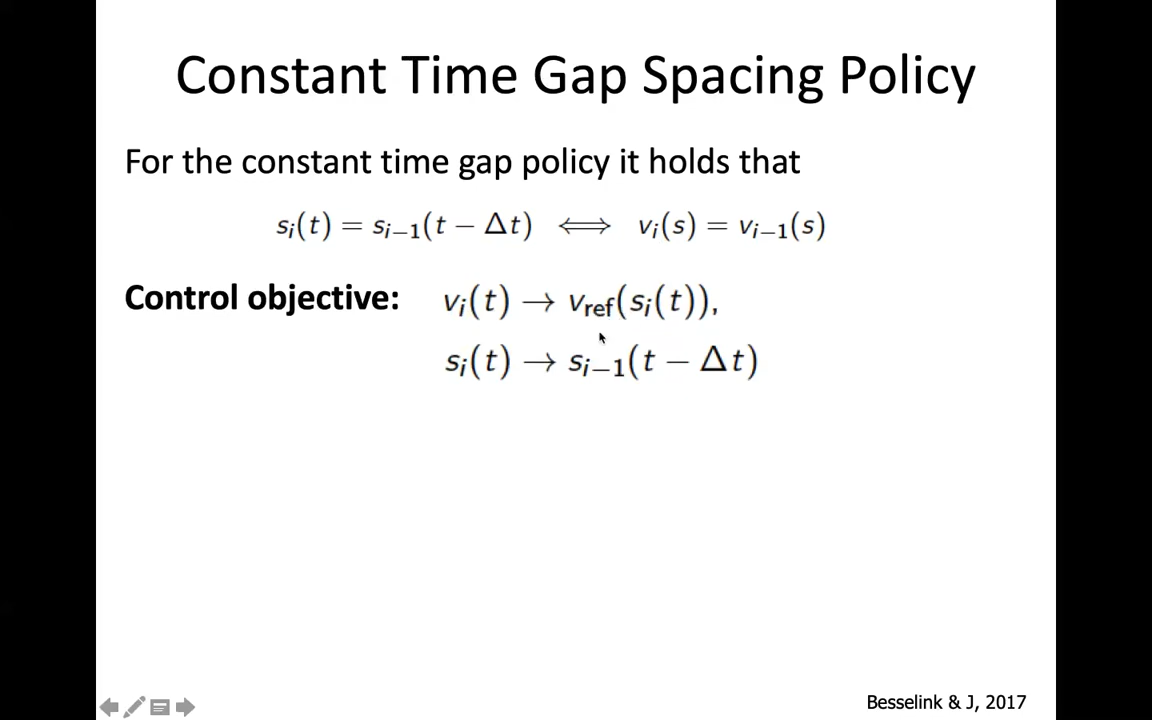 Constant Time Gap Spacing Policy
For the constant time gap policy it holds that
sᵢ(t) = sᵢ₋₁(t − Δt) ⟺ vᵢ(s) = vᵢ₋₁(s)
Control objective: vᵢ(t) → v_ref(sᵢ(t)),
sᵢ(t) → sᵢ₋₁(t − Δt)
Besselink & J, 2017